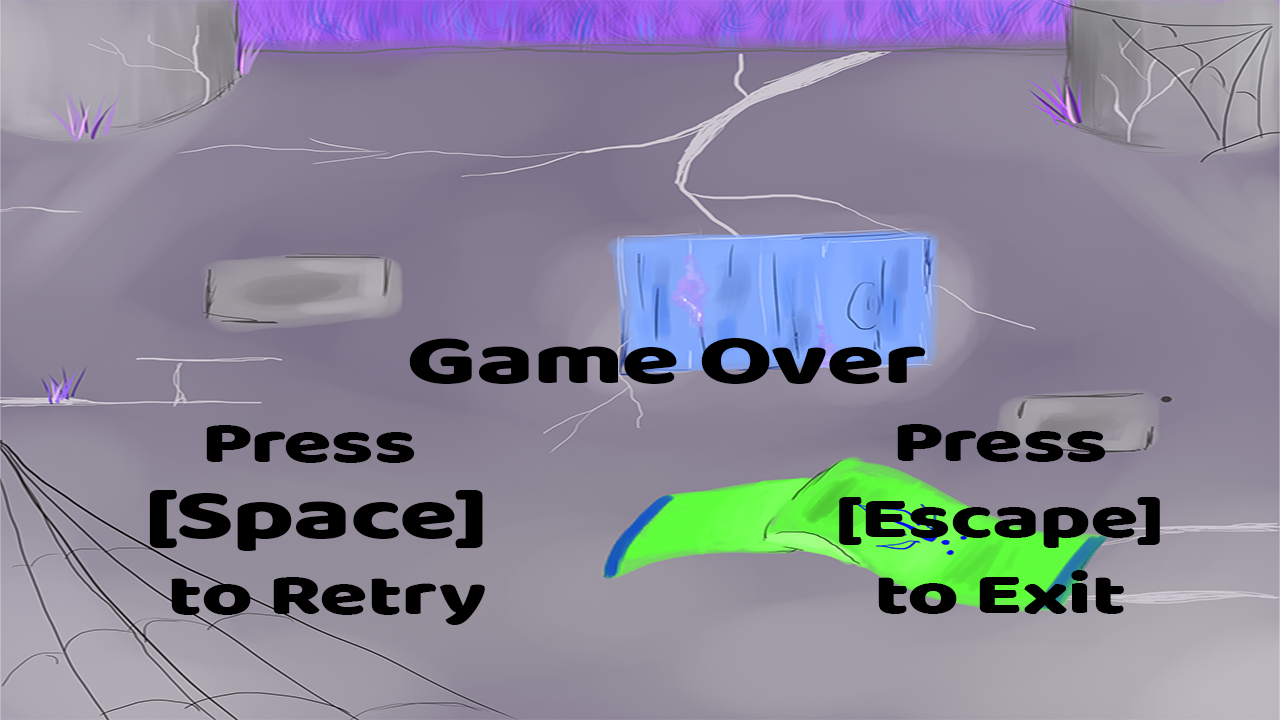 Game Over
Press
[Space]
to Retry
Press
[Escape]
to Exit